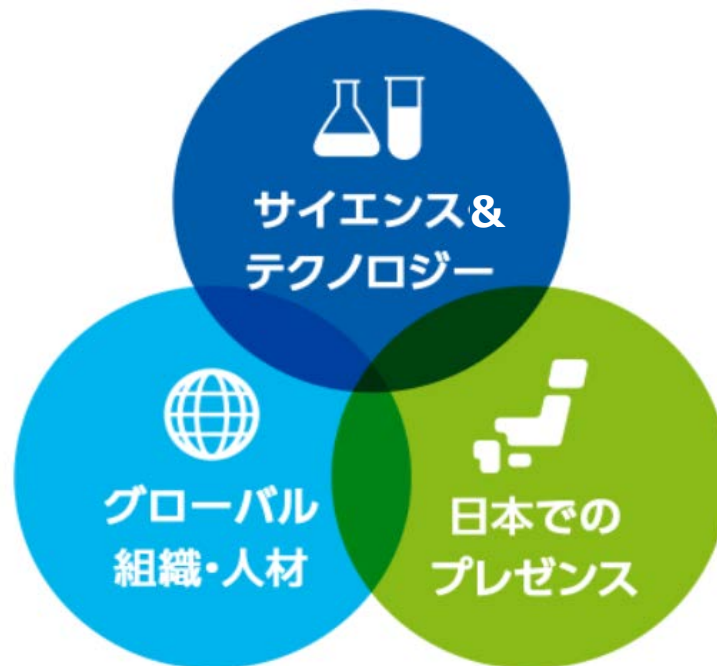 サイエンス&
テクノロジー
グローバル
組織・人材
日本での
プレゼンス